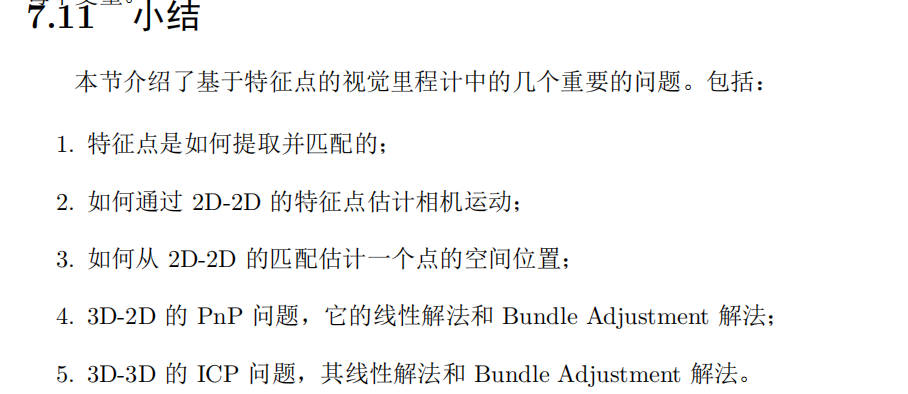 7.11 小结
本节介绍了基于特征点的视觉里程计中的几个重要的问题。包括：
1. 特征点是如何提取并匹配的；
2. 如何通过 2D-2D 的特征点估计相机运动；
3. 如何从 2D-2D 的匹配估计一个点的空间位置；
4. 3D-2D 的 PnP 问题，它的线性解法和 Bundle Adjustment 解法；
5. 3D-3D 的 ICP 问题，其线性解法和 Bundle Adjustment 解法。